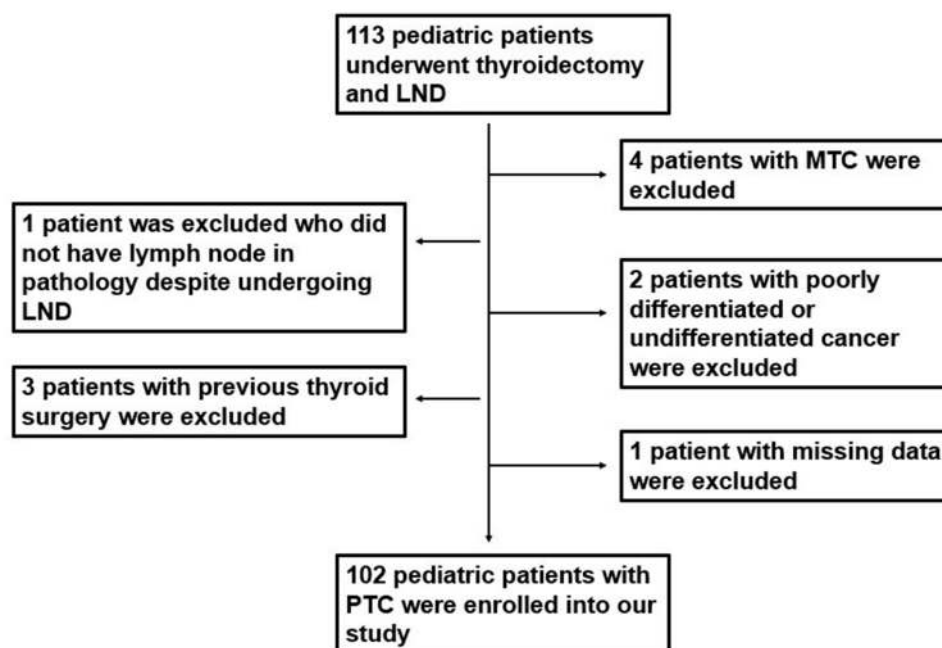 113 pediatric patients
underwent thyroidectomy
and LND
4 patients with MTC were
excluded
1 patient was excluded who did
not have lymph node in
pathology despite undergoing
LND
2 patients with poorly
differentiated or
undifferentiated cancer
were excluded
3 patients with previous thyroid
surgery were excluded
1 patient with missing data
were excluded
102 pediatric patients with
PTC were enrolled into our
study